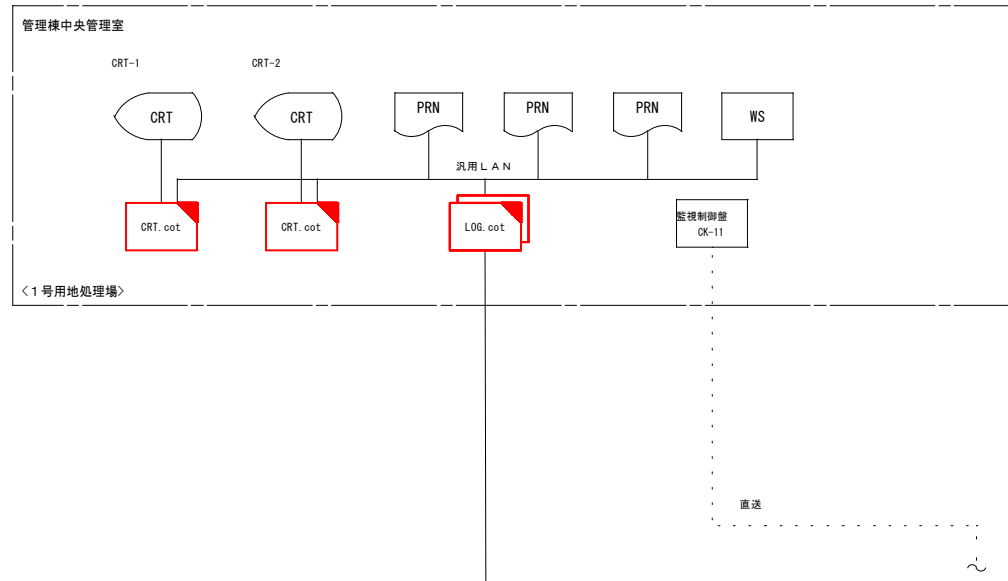 管理棟中央管理室
CRT-1
CRT-2
CRT
CRT
PRN
PRN
PRN
WS
汎用ＬＡＮ
CRT.cot
CRT.cot
LOG.cot
監視制御盤
CK-11
〈１号用地処理場〉
直送